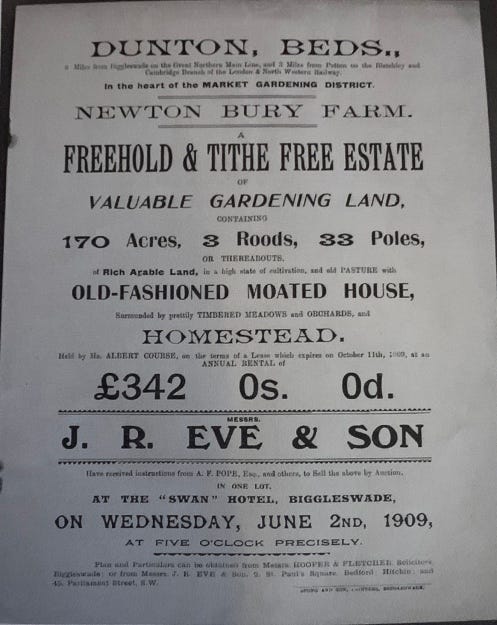 DUNTON, BEDS.,
Miles from Biggleswade on the Great Northern Main Line, and 3 Miles from Potton on the Bletchley and
Cambridge Branch of the London & North Western Railway.
In the heart of the MARKET GARDENING DISTRICT.
NEWTON BURY FARM.
A
FREEHOLD & TITHE FREE ESTATE
OF
VALUABLE GARDENING LAND,
CONTAINING
170 Acres, 3 Roods, 33 Poles,
OR THEREABOUTS,
of Rich Arable Land, in a high state of cultivation, and old PASTURE with
OLD-FASHIONED MOATED HOUSE,
Surrounded by prettily TIMBERED MEADOWS and ORCHARDS, and
HOMESTEAD.
Held by Mr. ALBERT COURSE, on the terms of a Lease which expires on October 11th, 1909, at an
ANNUAL RENTAL of
£342 0s. 0d.
MESSRS.
J. R. EVE & SON
Have received instructions from A. F. POPE, Esq., and others, to Sell the above by Auction,
IN ONE LOT,
AT THE "SWAN" HOTEL, BIGGLESWADE,
ON WEDNESDAY, JUNE 2ND, 1909,
AT FIVE O'CLOCK PRECISELY.
Plan and Particulars can be obtained from Messrs. HOOPER & FLETCHER, Solicitors,
Biggleswade; or from Messrs. J. R. EVE & Son, 2, St. Paul's Square, Bedford; Hitchin; and
45, Parliament Street, S.W.
AND SON, PRINTERS, BIGGLESWADE.